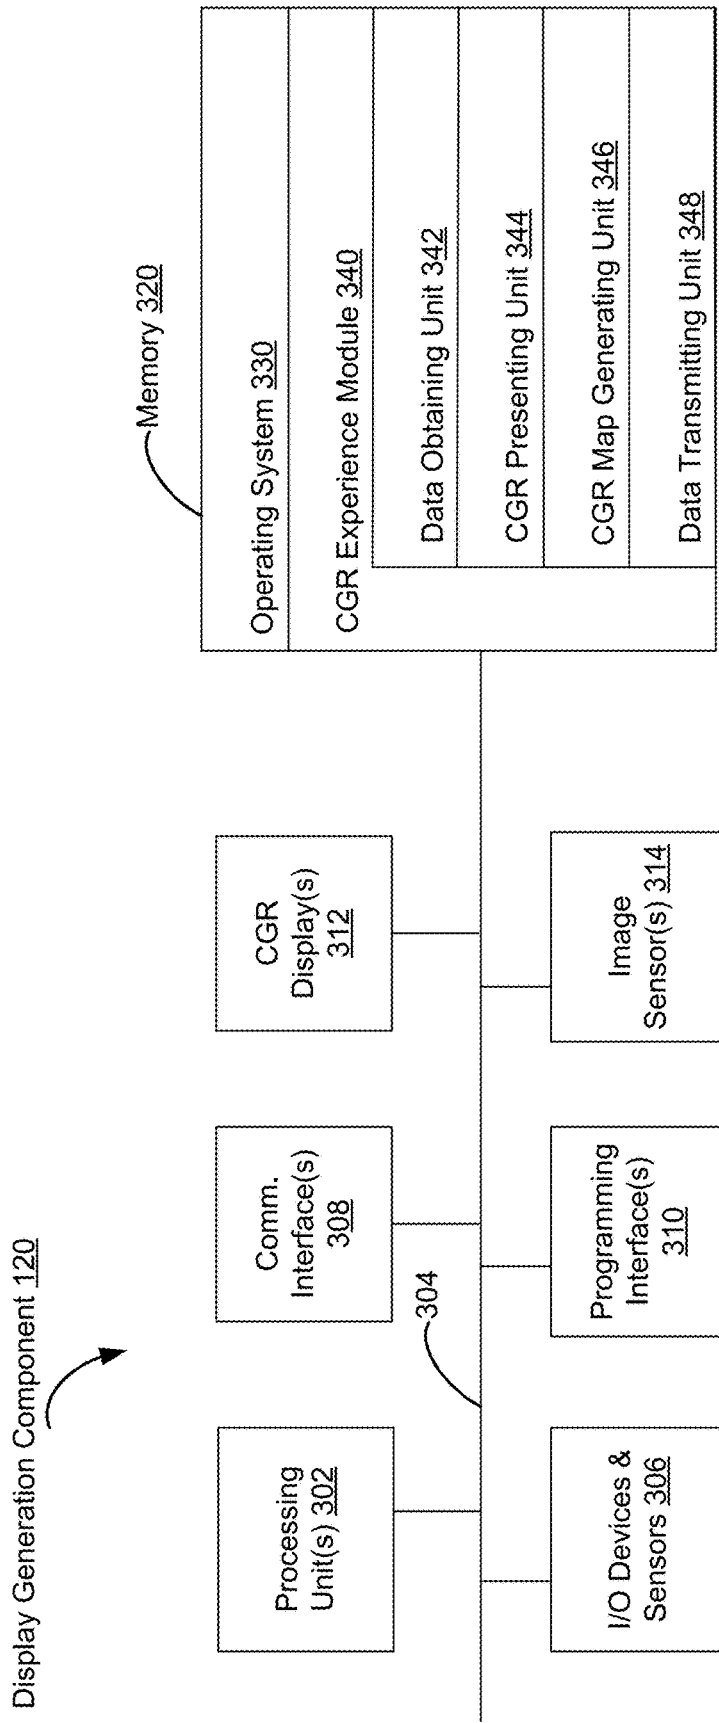 Display Generation Component 120
Memory 320
Operating System 330
CGR Experience Module 340
Data Obtaining Unit 342
CGR Presenting Unit 344
CGR Map Generating Unit 346
Data Transmitting Unit 348
Processing
Unit(s) 302
Comm.
Interface(s)
308
CGR
Display(s)
312
304
I/O Devices &
Sensors 306
Programming
Interface(s)
310
Image
Sensor(s) 314